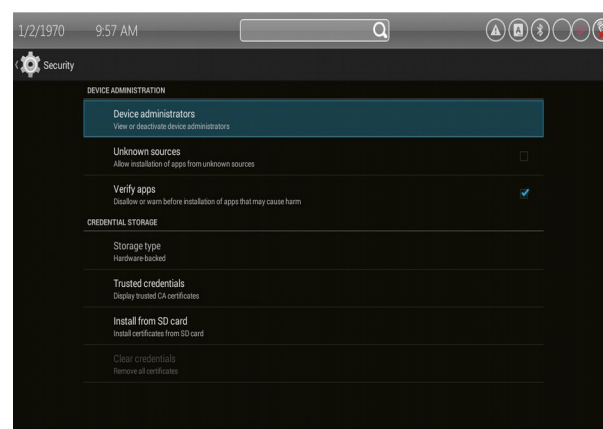 1/2/1970 9:57 AM
Security
DEVICE ADMINISTRATION
Device administrators
View or deactivate device administrators
Unknown sources
Allow installation of apps from unknown sources
Verify apps
Disallow or warn before installation of apps that may cause harm
CREDENTIAL STORAGE
Storage type
Hardware-backed
Trusted credentials
Display trusted CA certificates
Install from SD card
Install certificates from SD card
Clear credentials
Remove all certificates